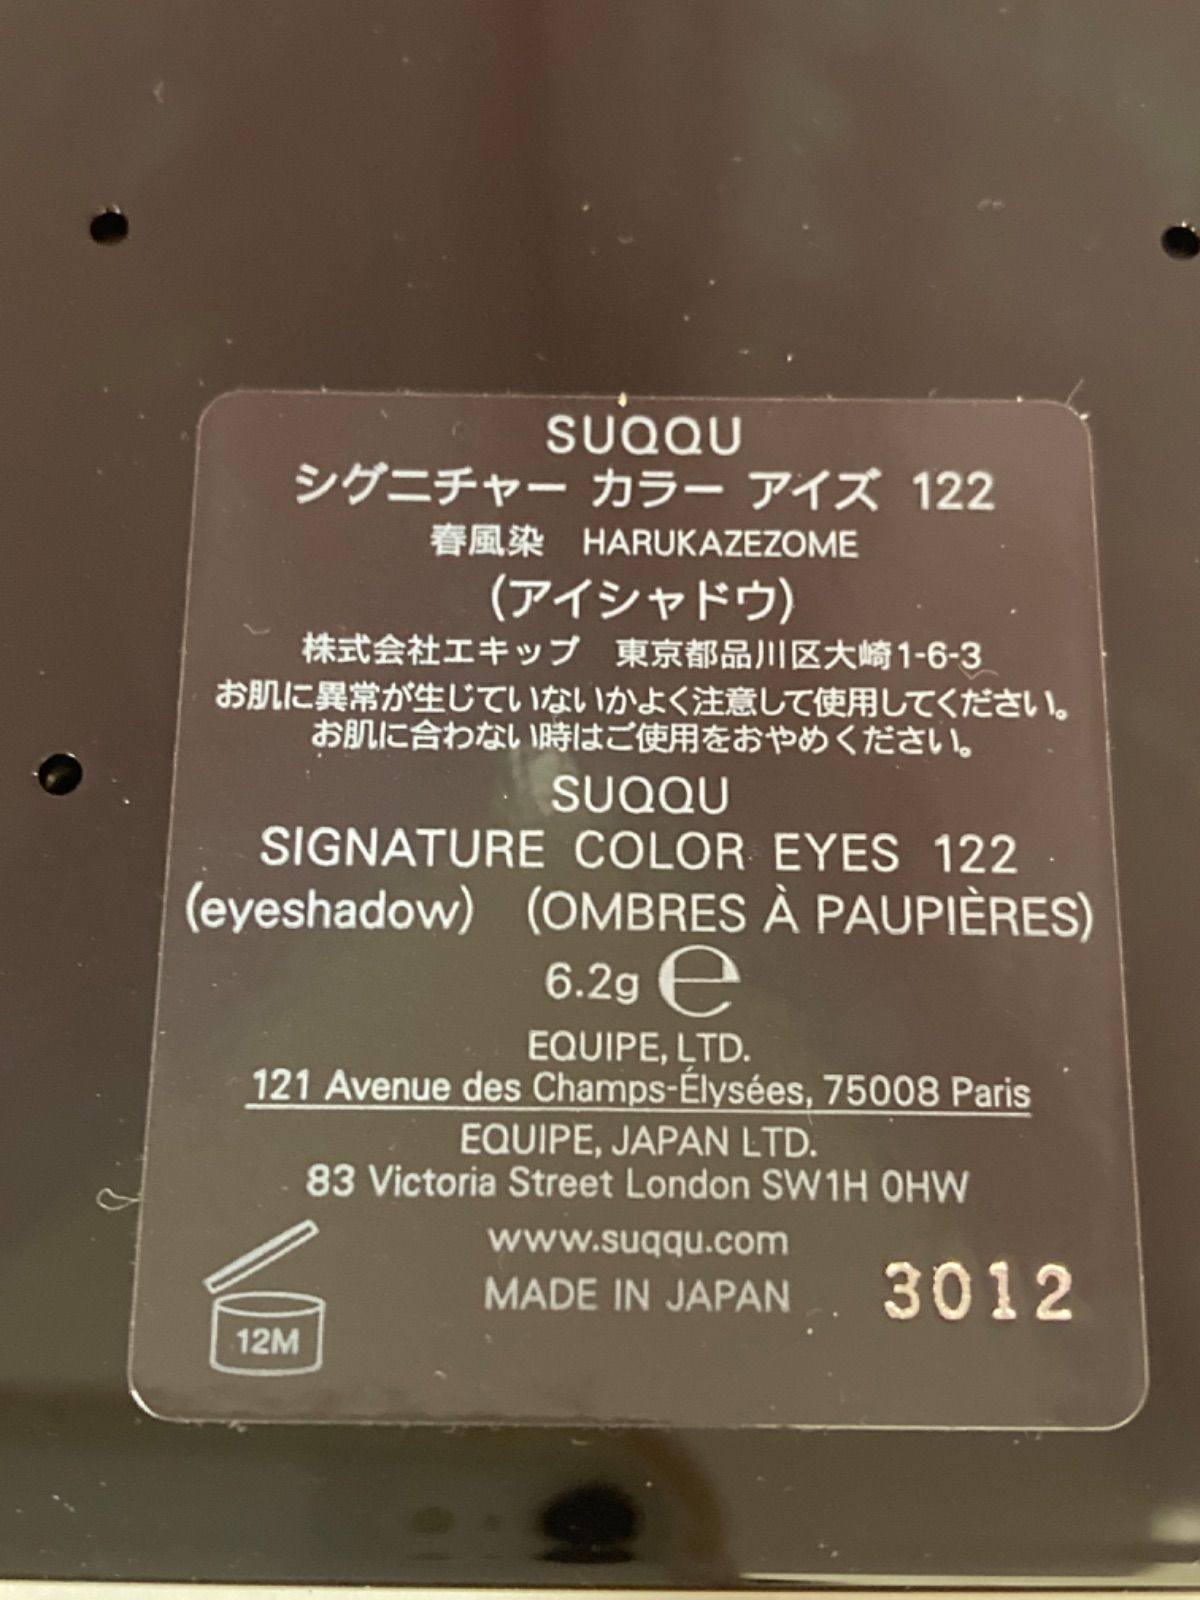 SUQQU
シグニチャー カラー アイズ 122
春風染 HARUKAZEZOME
(アイシャドウ)
株式会社エキップ 東京都品川区大崎1-6-3
お肌に異常が生じていないかよく注意して使用してください。
お肌に合わない時はご使用をおやめください。
SUQQU
SIGNATURE COLOR EYES 122
(eyeshadow) (OMBRES À PAUPIÈRES)
6.2g ℮
EQUIPE, LTD.
121 Avenue des Champs-Élysées, 75008 Paris
EQUIPE, JAPAN LTD.
83 Victoria Street London SW1H 0HW
www.suqqu.com
MADE IN JAPAN
3012
12M